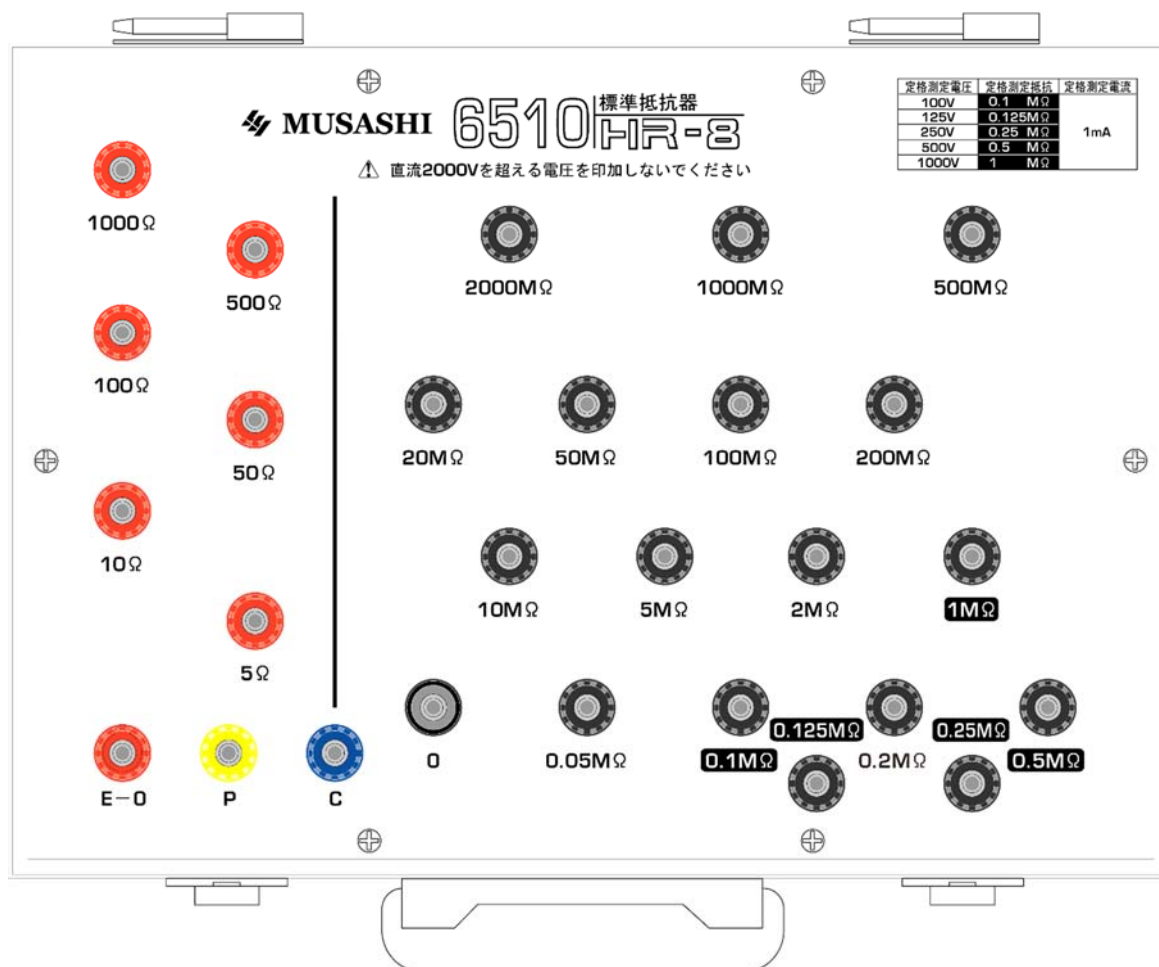 MUSASHI 6510 標準抵抗器 HR-8
⚠ 直流2000Vを超える電圧を印加しないでください
定格測定電圧 定格測定抵抗 定格測定電流
100V 0.1 MΩ
125V 0.125MΩ
250V 0.25 MΩ 1mA
500V 0.5 MΩ
1000V 1 MΩ
1000Ω
500Ω
100Ω
50Ω
10Ω
5Ω
E-0 P C
2000MΩ 1000MΩ 500MΩ
20MΩ 50MΩ 100MΩ 200MΩ
10MΩ 5MΩ 2MΩ 1MΩ
0.125MΩ 0.25MΩ
0 0.05MΩ 0.1MΩ 0.2MΩ 0.5MΩ